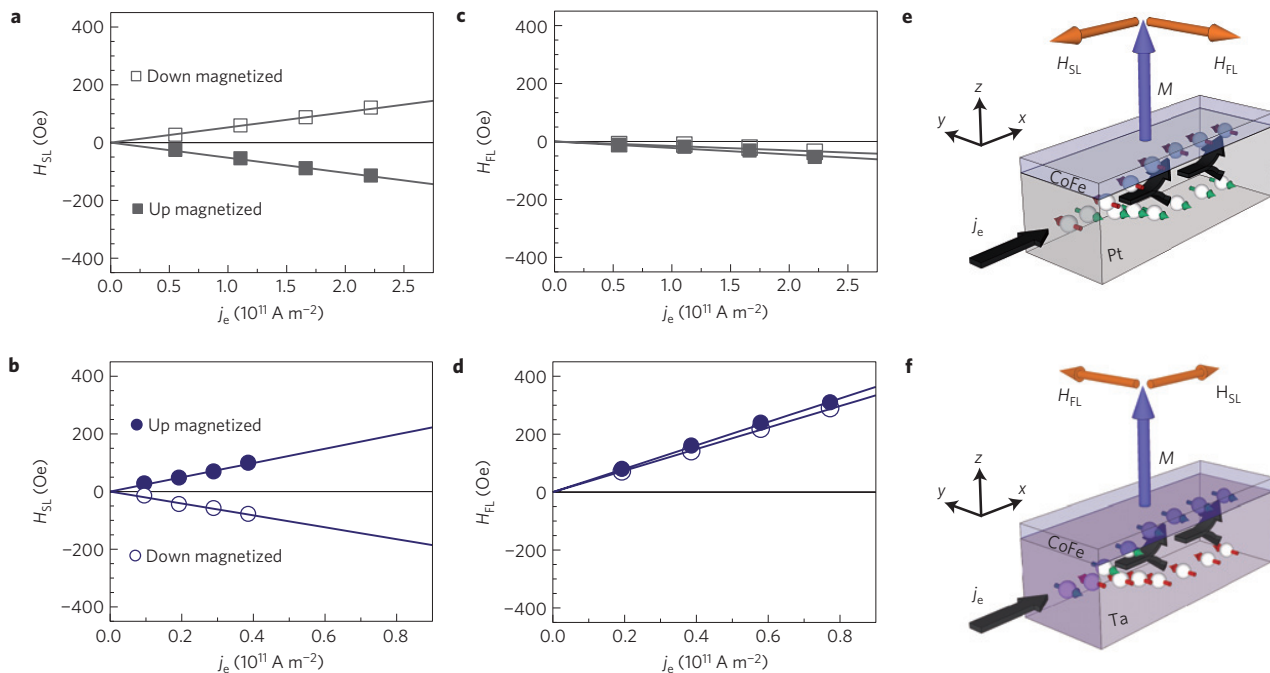 a
400
200
0
−200
−400
H_SL (Oe)
Down magnetized
Up magnetized
0.0 0.5 1.0 1.5 2.0 2.5
j_e (10^11 A m^−2)
c
400
200
0
−200
−400
H_FL (Oe)
0.0 0.5 1.0 1.5 2.0 2.5
j_e (10^11 A m^−2)
e
H_SL
H_FL
M
z
y
x
CoFe
j_e
Pt
b
400
200
0
−200
−400
H_SL (Oe)
Up magnetized
Down magnetized
0.0 0.2 0.4 0.6 0.8
j_e (10^11 A m^−2)
d
400
200
0
−200
−400
H_FL (Oe)
0.0 0.2 0.4 0.6 0.8
j_e (10^11 A m^−2)
f
H_FL
H_SL
M
z
y
x
CoFe
j_e
Ta